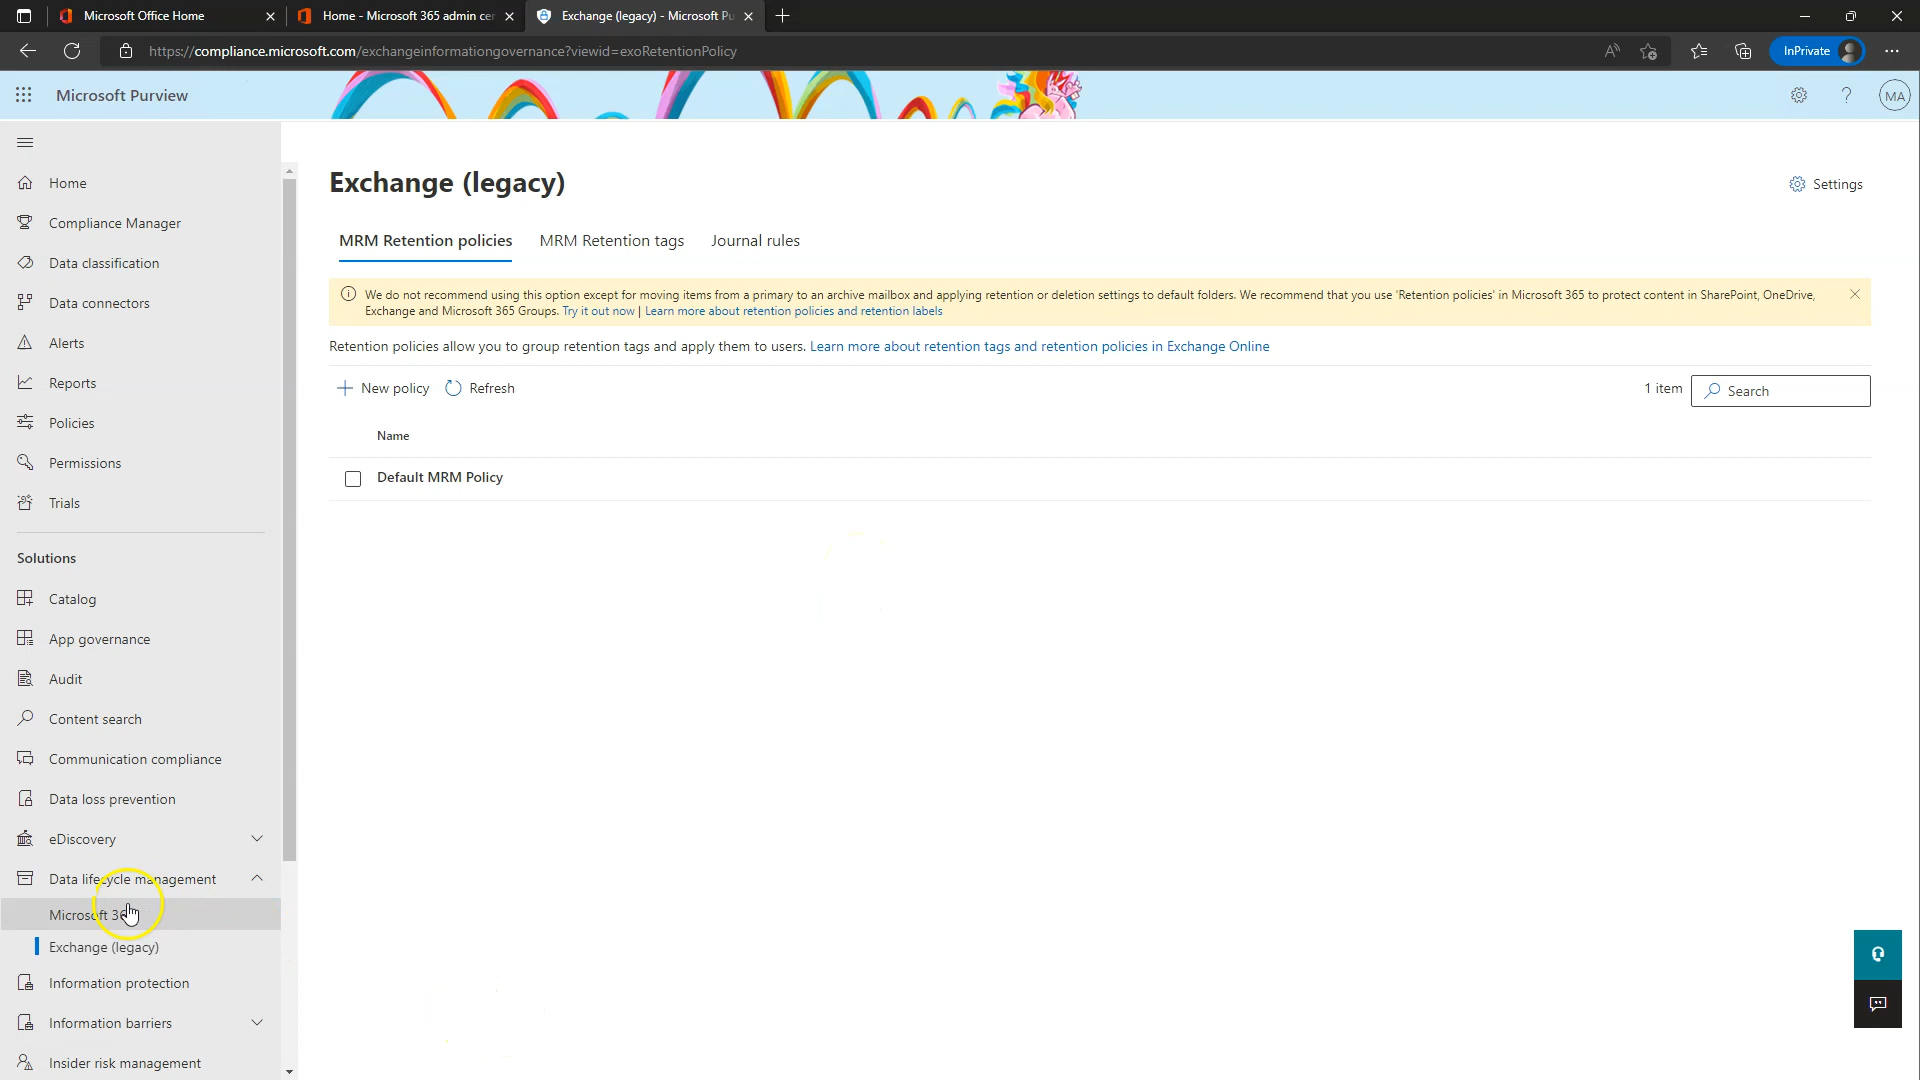 Microsoft Office Home
Home - Microsoft 365 admin cer
Exchange (legacy) - Microsoft Pu
https://compliance.microsoft.com/exchangeinformationgovernance?viewid=exoRetentionPolicy
InPrivate
Microsoft Purview
MA
Home
Compliance Manager
Data classification
Data connectors
Alerts
Reports
Policies
Permissions
Trials
Solutions
Catalog
App governance
Audit
Content search
Communication compliance
Data loss prevention
eDiscovery
Data lifecycle management
Microsoft 36
Exchange (legacy)
Information protection
Information barriers
Insider risk management
Exchange (legacy)
Settings
MRM Retention policies
MRM Retention tags
Journal rules
We do not recommend using this option except for moving items from a primary to an archive mailbox and applying retention or deletion settings to default folders. We recommend that you use 'Retention policies' in Microsoft 365 to protect content in SharePoint, OneDrive,
Exchange and Microsoft 365 Groups. Try it out now | Learn more about retention policies and retention labels
Retention policies allow you to group retention tags and apply them to users. Learn more about retention tags and retention policies in Exchange Online
New policy
Refresh
1 item
Search
Name
Default MRM Policy